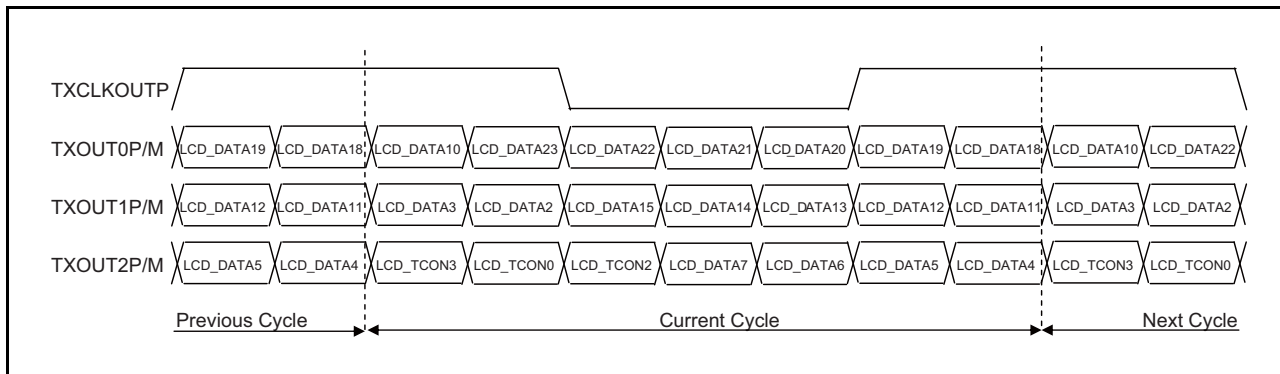 TXCLKOUTP
TXOUT0P/M LCD_DATA19 LCD_DATA18 LCD_DATA10 LCD_DATA23 LCD_DATA22 LCD_DATA21 LCD_DATA20 LCD_DATA19 LCD_DATA18 LCD_DATA10 LCD_DATA22
TXOUT1P/M LCD_DATA12 LCD_DATA11 LCD_DATA3 LCD_DATA2 LCD_DATA15 LCD_DATA14 LCD_DATA13 LCD_DATA12 LCD_DATA11 LCD_DATA3 LCD_DATA2
TXOUT2P/M LCD_DATA5 LCD_DATA4 LCD_TCON3 LCD_TCON0 LCD_TCON2 LCD_DATA7 LCD_DATA6 LCD_DATA5 LCD_DATA4 LCD_TCON3 LCD_TCON0
Previous Cycle Current Cycle Next Cycle